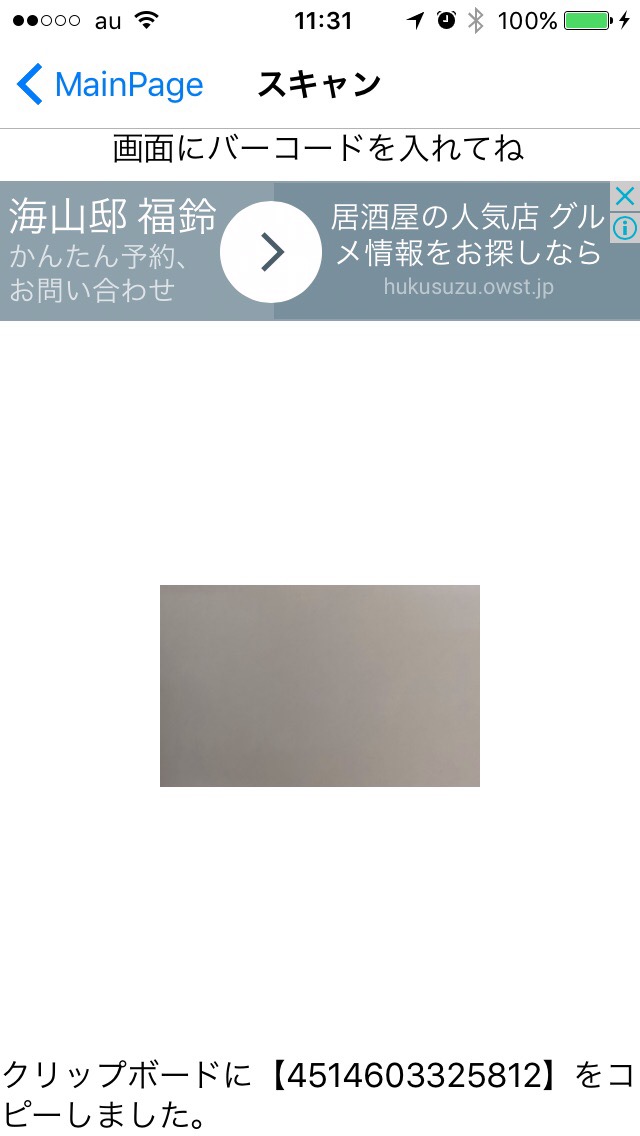 au 11:31 100%
MainPage スキャン
画面にバーコードを入れてね
海山邸 福鈴
かんたん予約、
お問い合わせ
居酒屋の人気店 グル
メ情報をお探しなら
hukusuzu.owst.jp
クリップボードに【4514603325812】をコ
ピーしました。